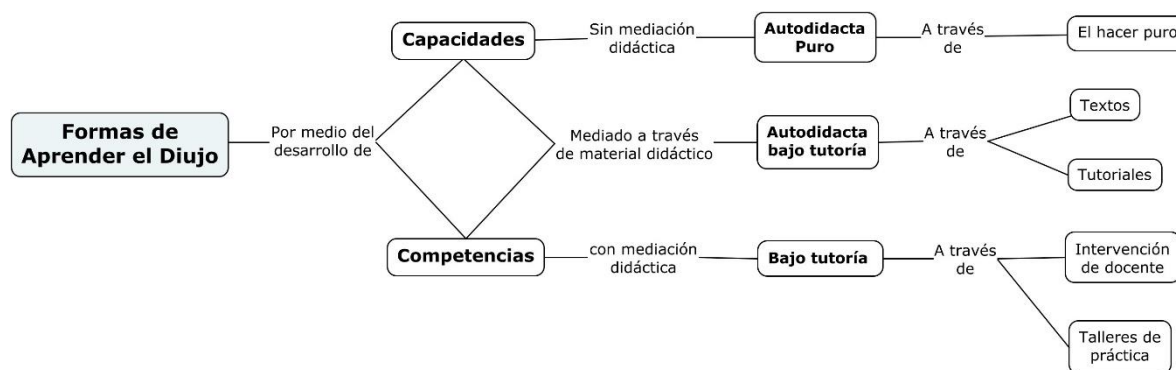 Formas de
Aprender el Diujo
Por medio del
desarrollo de
Capacidades
Sin mediación
didáctica
Autodidacta
Puro
A través
de
El hacer puro
Mediado a través
de material didáctico
Autodidacta
bajo tutoría
A través
de
Textos
Tutoriales
Competencias
con mediación
didáctica
Bajo tutoría
A través
de
Intervención
de docente
Talleres de
práctica